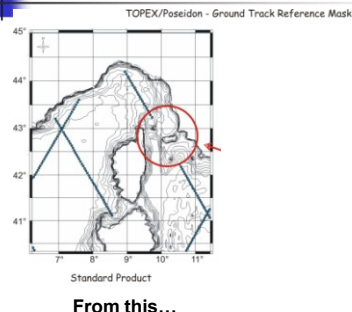 TOPEX/Poseidon - Ground Track Reference Mask
45°
44°
43°
42°
41°
7° 8° 9° 10° 11°
Standard Product
From this...